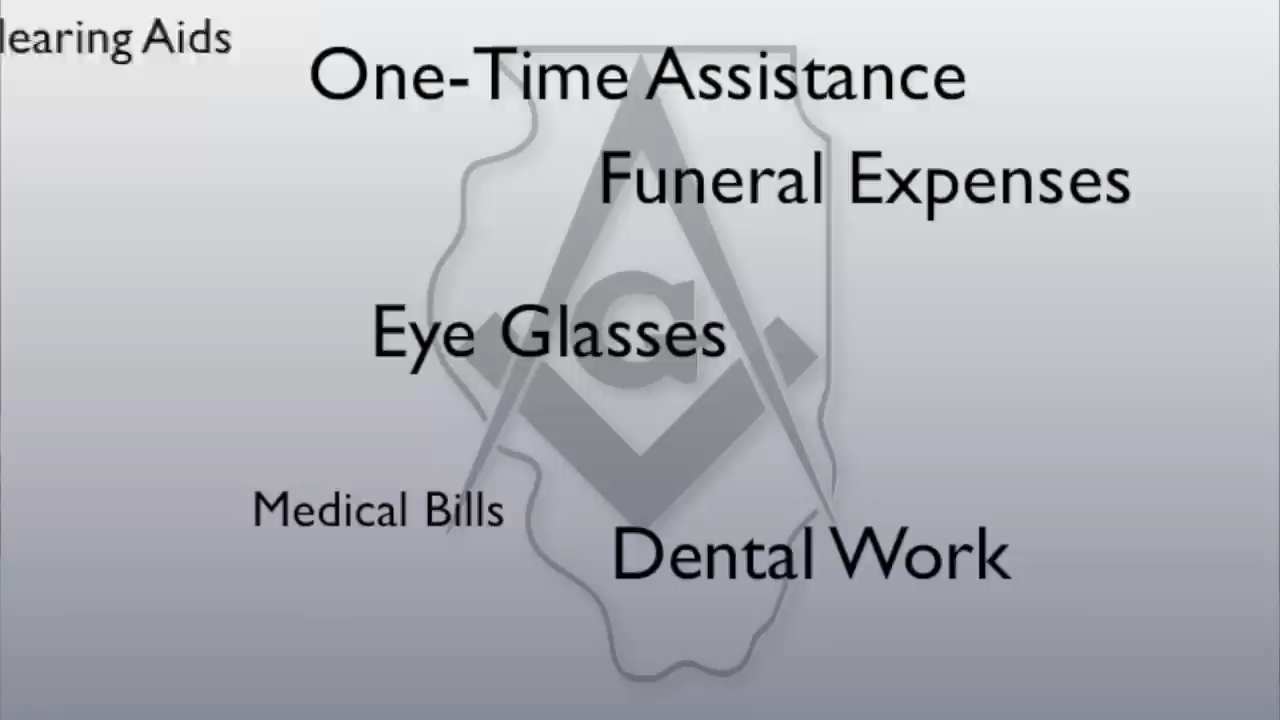 learing Aids
One-Time Assistance
Funeral Expenses
Eye Glasses
G
Medical Bills
Dental Work